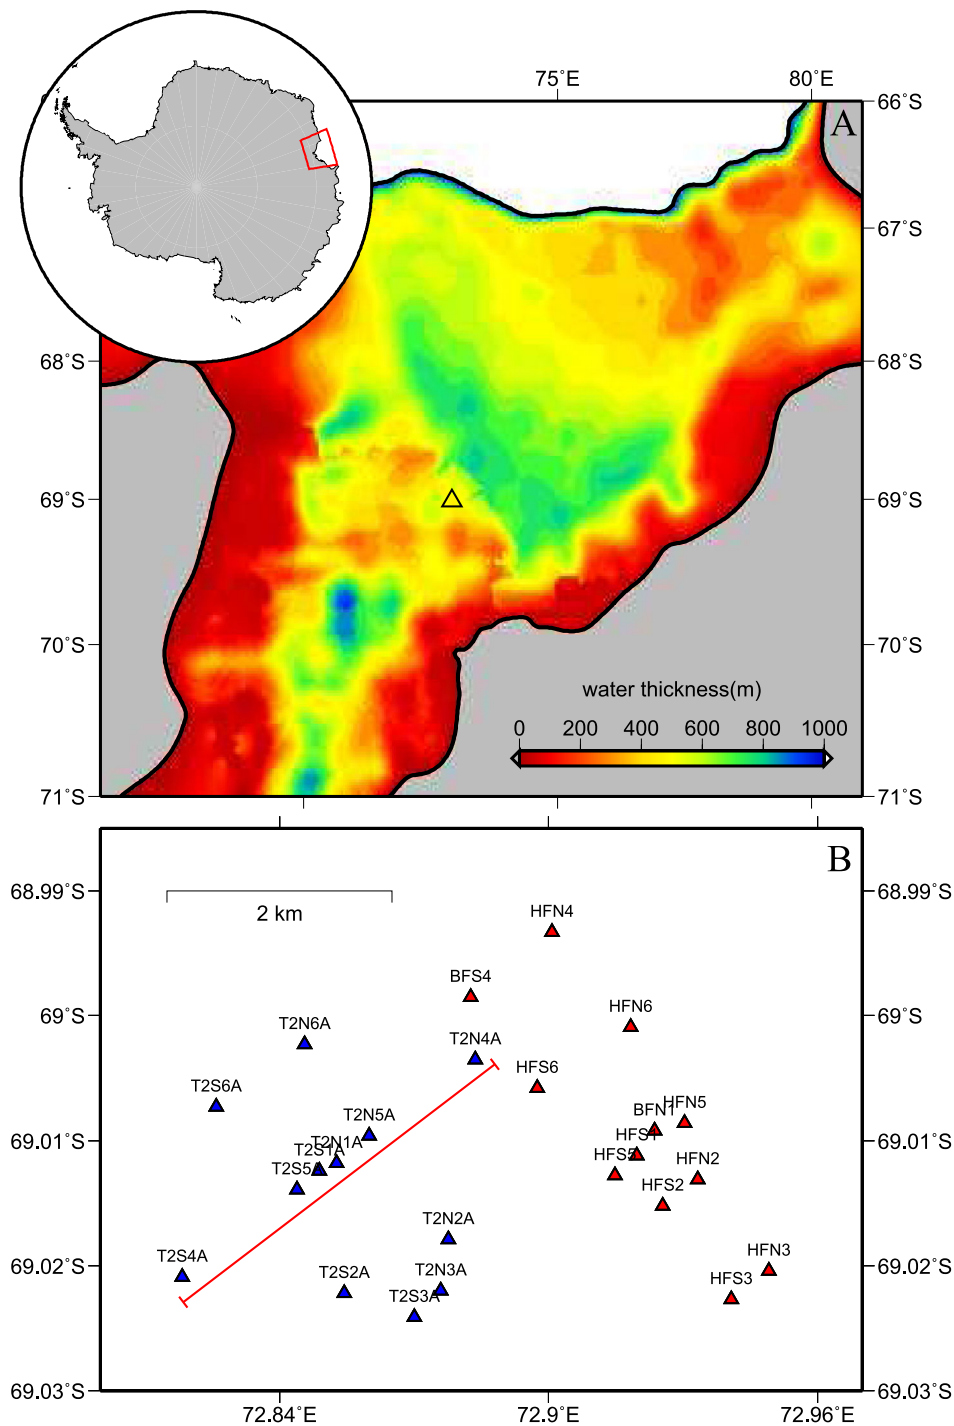 75°E 80°E
66°S
A
67°S
68°S 68°S
69°S 69°S
70°S 70°S
water thickness(m)
0 200 400 600 800 1000
71°S 71°S
B
68.99°S 68.99°S
2 km
HFN4
BFS4
HFN6
69°S 69°S
T2N6A
T2N4A
HFS6
T2S6A
T2N5A
BFN1 HFN5
69.01°S 69.01°S
T2N1A HFS1
T2S1A
T2S5A HFS5 HFN2
HFS2
T2N2A
T2S4A HFN3
69.02°S 69.02°S
T2S2A T2N3A HFS3
T2S3A
69.03°S 69.03°S
72.84°E 72.9°E 72.96°E